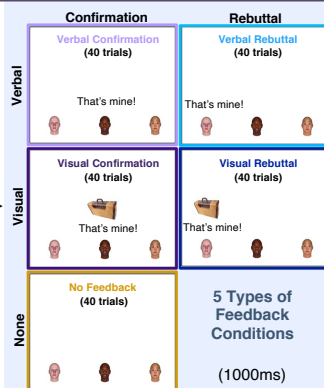 Confirmation
Rebuttal
Verbal
Verbal Confirmation
(40 trials)
That's mine!
Verbal Rebuttal
(40 trials)
That's mine!
Visual
Visual Confirmation
(40 trials)
That's mine!
Visual Rebuttal
(40 trials)
That's mine!
None
No Feedback
(40 trials)
5 Types of
Feedback
Conditions
(1000ms)